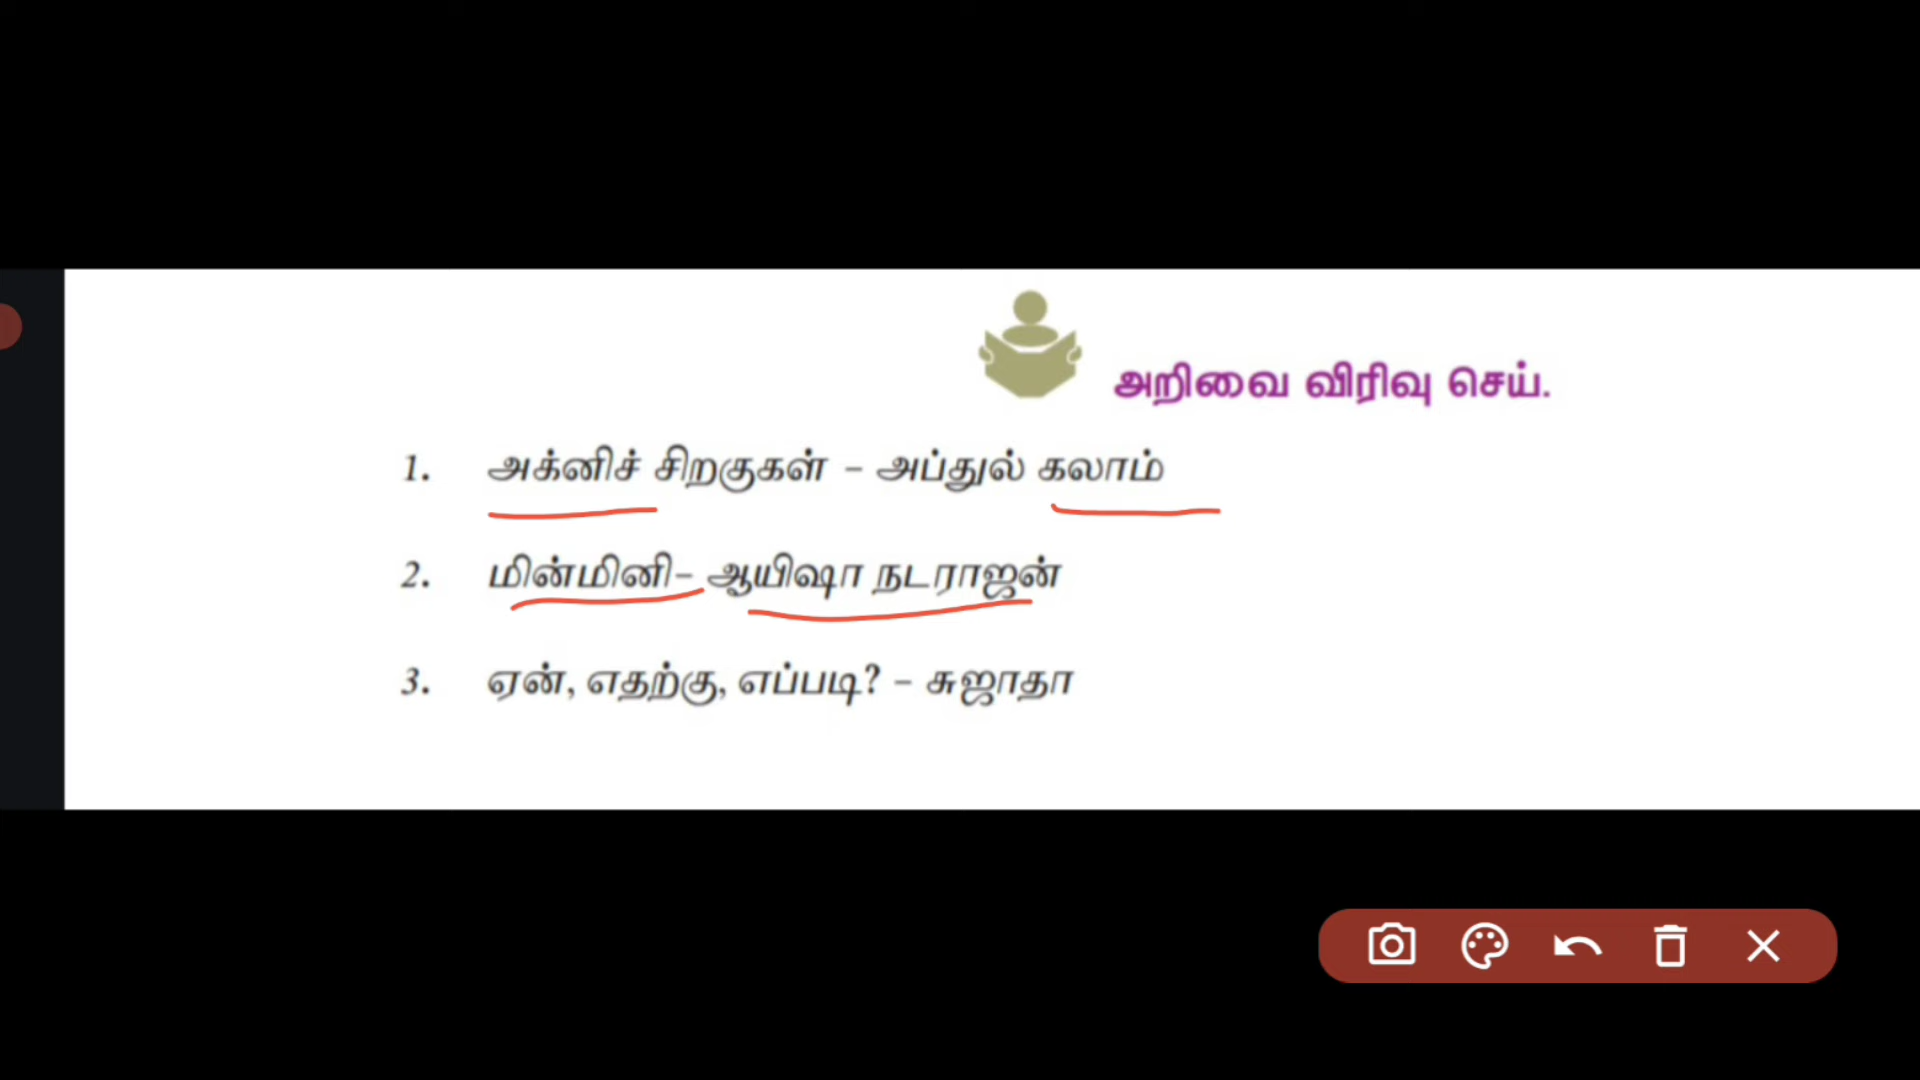 அறிவை விரிவு செய்.
1. அக்னிச் சிறகுகள் – அப்துல் கலாம்
2. மின்மினி– ஆயிஷா நடராஜன்
3. ஏன், எதற்கு, எப்படி? – சுஜாதா